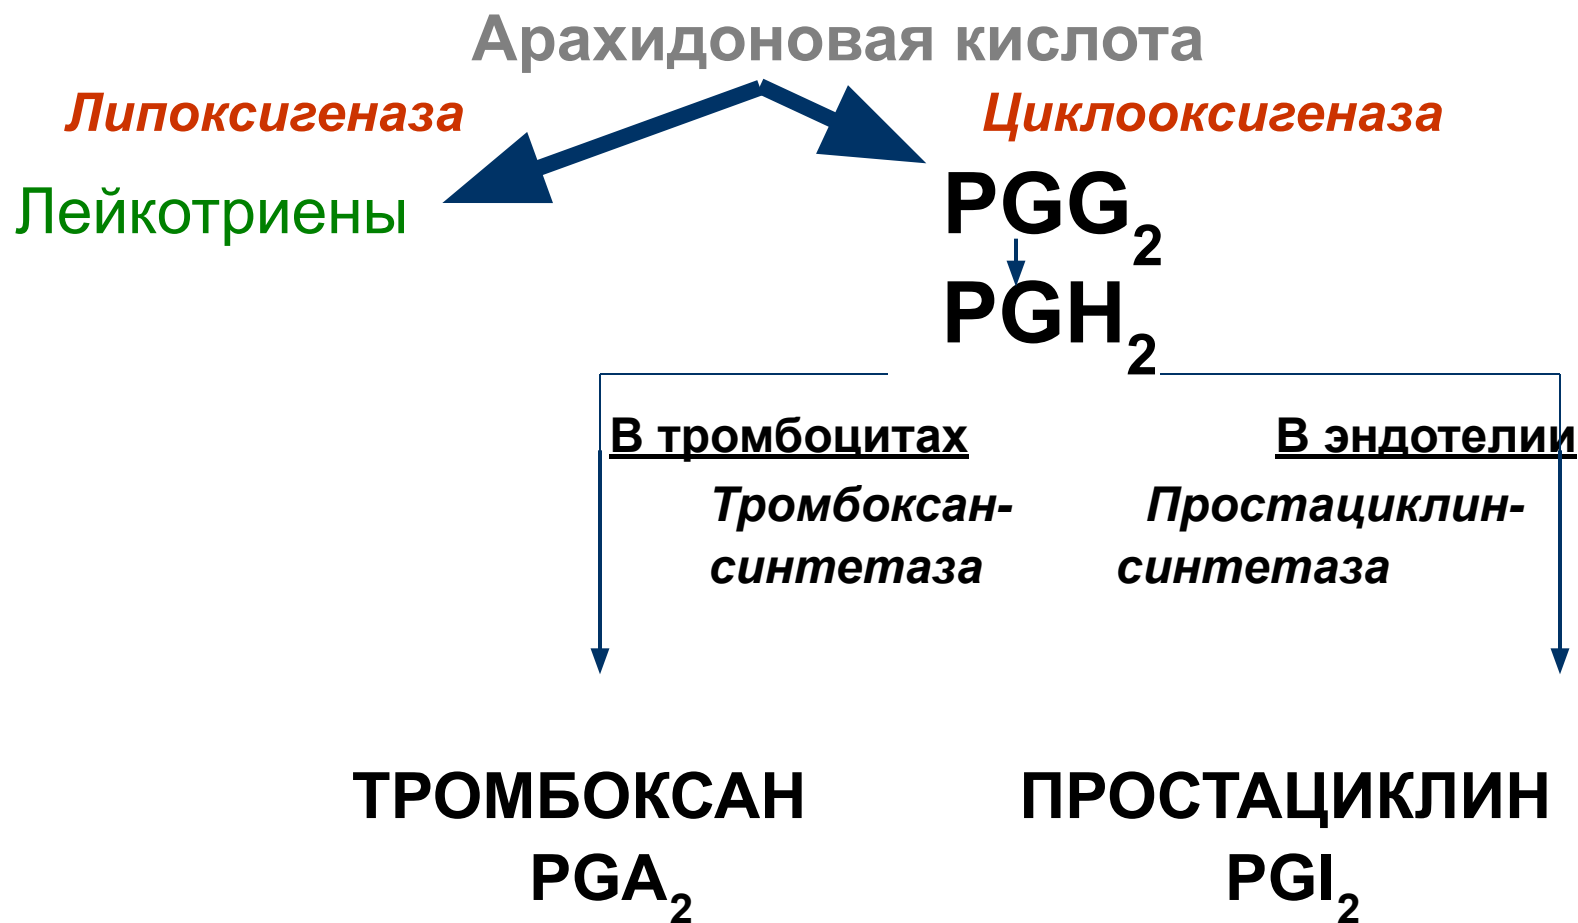 Арахидоновая кислота
Липоксигеназа Циклооксигеназа
Лейкотриены PGG₂
PGH₂
В тромбоцитах В эндотелии
Тромбоксан- Простациклин-
синтетаза синтетаза
ТРОМБОКСАН ПРОСТАЦИКЛИН
PGA₂ PGI₂